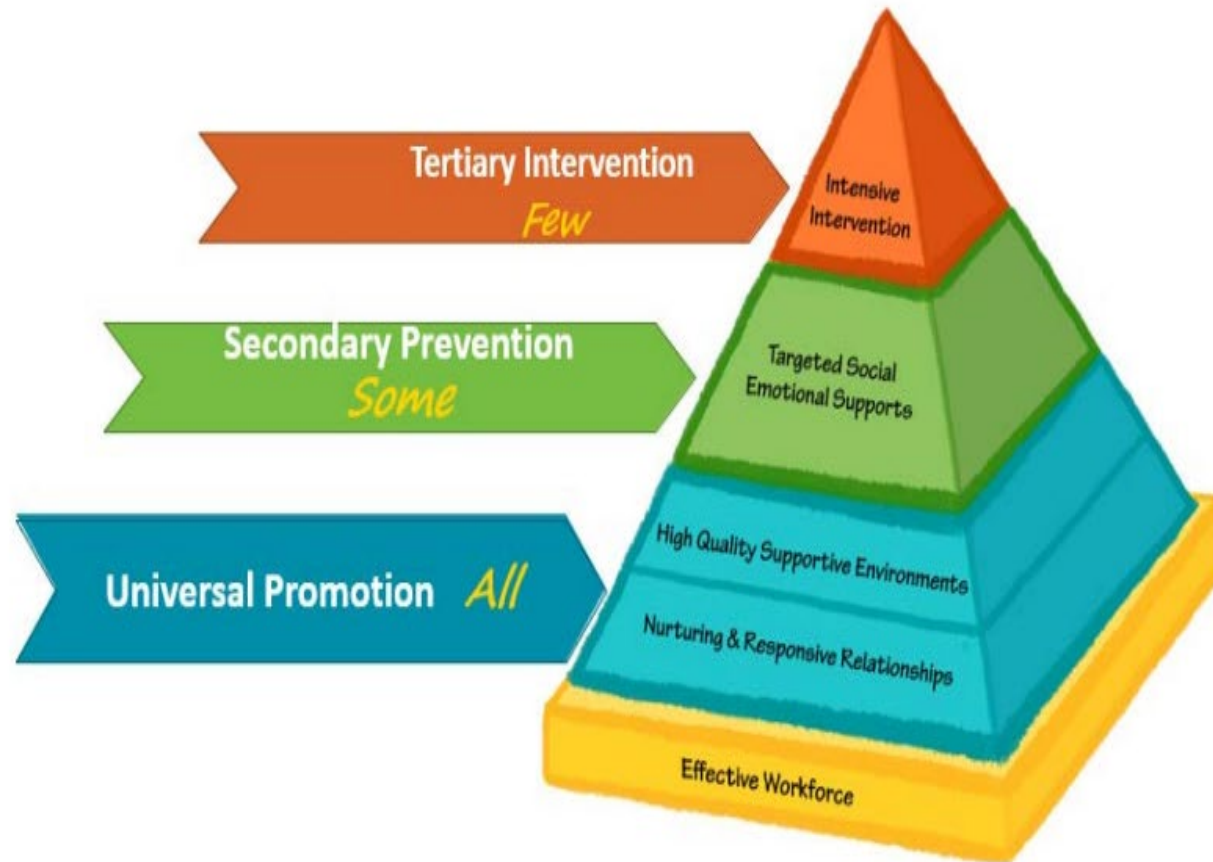 Tertiary Intervention
Few
Intensive
Intervention
Secondary Prevention
Some
Targeted Social
Emotional Supports
Universal Promotion All
High Quality Supportive Environments
Nurturing & Responsive Relationships
Effective Workforce